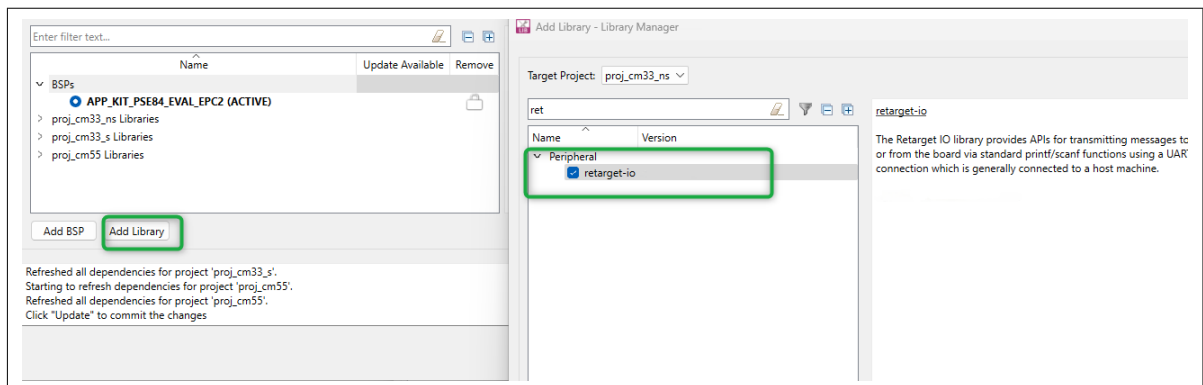 Enter filter text...
Name Update Available Remove
BSPs
APP_KIT_PSE84_EVAL_EPC2 (ACTIVE)
proj_cm33_ns Libraries
proj_cm33_s Libraries
proj_cm55 Libraries
Add BSP Add Library
Refreshed all dependencies for project 'proj_cm33_s'.
Starting to refresh dependencies for project 'proj_cm55'.
Refreshed all dependencies for project 'proj_cm55'.
Click "Update" to commit the changes
LIB Add Library - Library Manager
Target Project: proj_cm33_ns
ret
Name Version
Peripheral
retarget-io
retarget-io
The Retarget IO library provides APIs for transmitting messages to
or from the board via standard printf/scanf functions using a UAR
connection which is generally connected to a host machine.